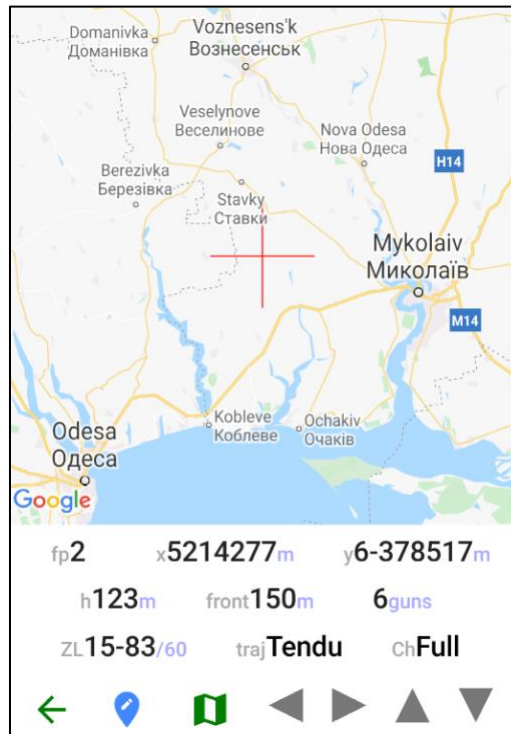 Domanivka
Доманівка
Voznesens'k
Вознесенськ
Veselynove
Веселинове
Nova Odesa
Нова Одеса
H14
Berezivka
Березівка
Stavky
Ставки
Mykolaiv
Миколаїв
M14
Kobleve
Коблеве
Ochakiv
Очаків
Odesa
Одеса
Google
fp2 x5214277m y6-378517m
h123m front150m 6guns
ZL15-83/60 trajTendu ChFull